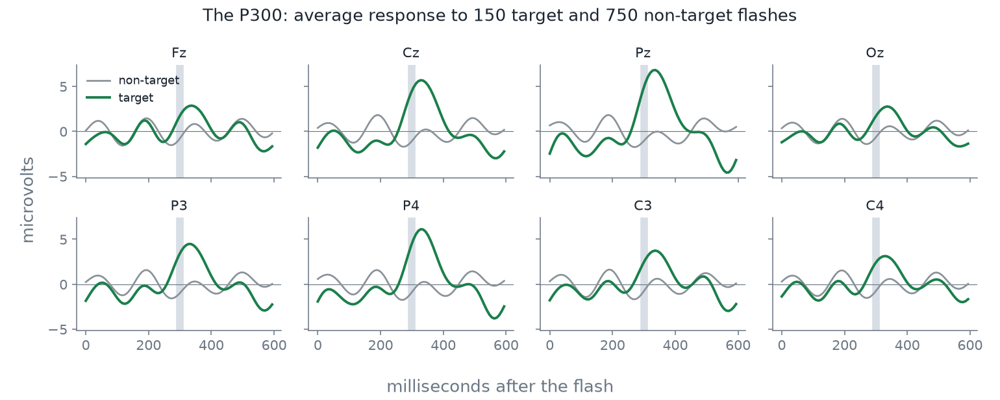 The P300: average response to 150 target and 750 non-target flashes
Fz
Cz
Pz
Oz
non-target
target
5
0
−5
P3
P4
C3
C4
5
0
−5
0 200 400 600
0 200 400 600
0 200 400 600
0 200 400 600
microvolts
milliseconds after the flash